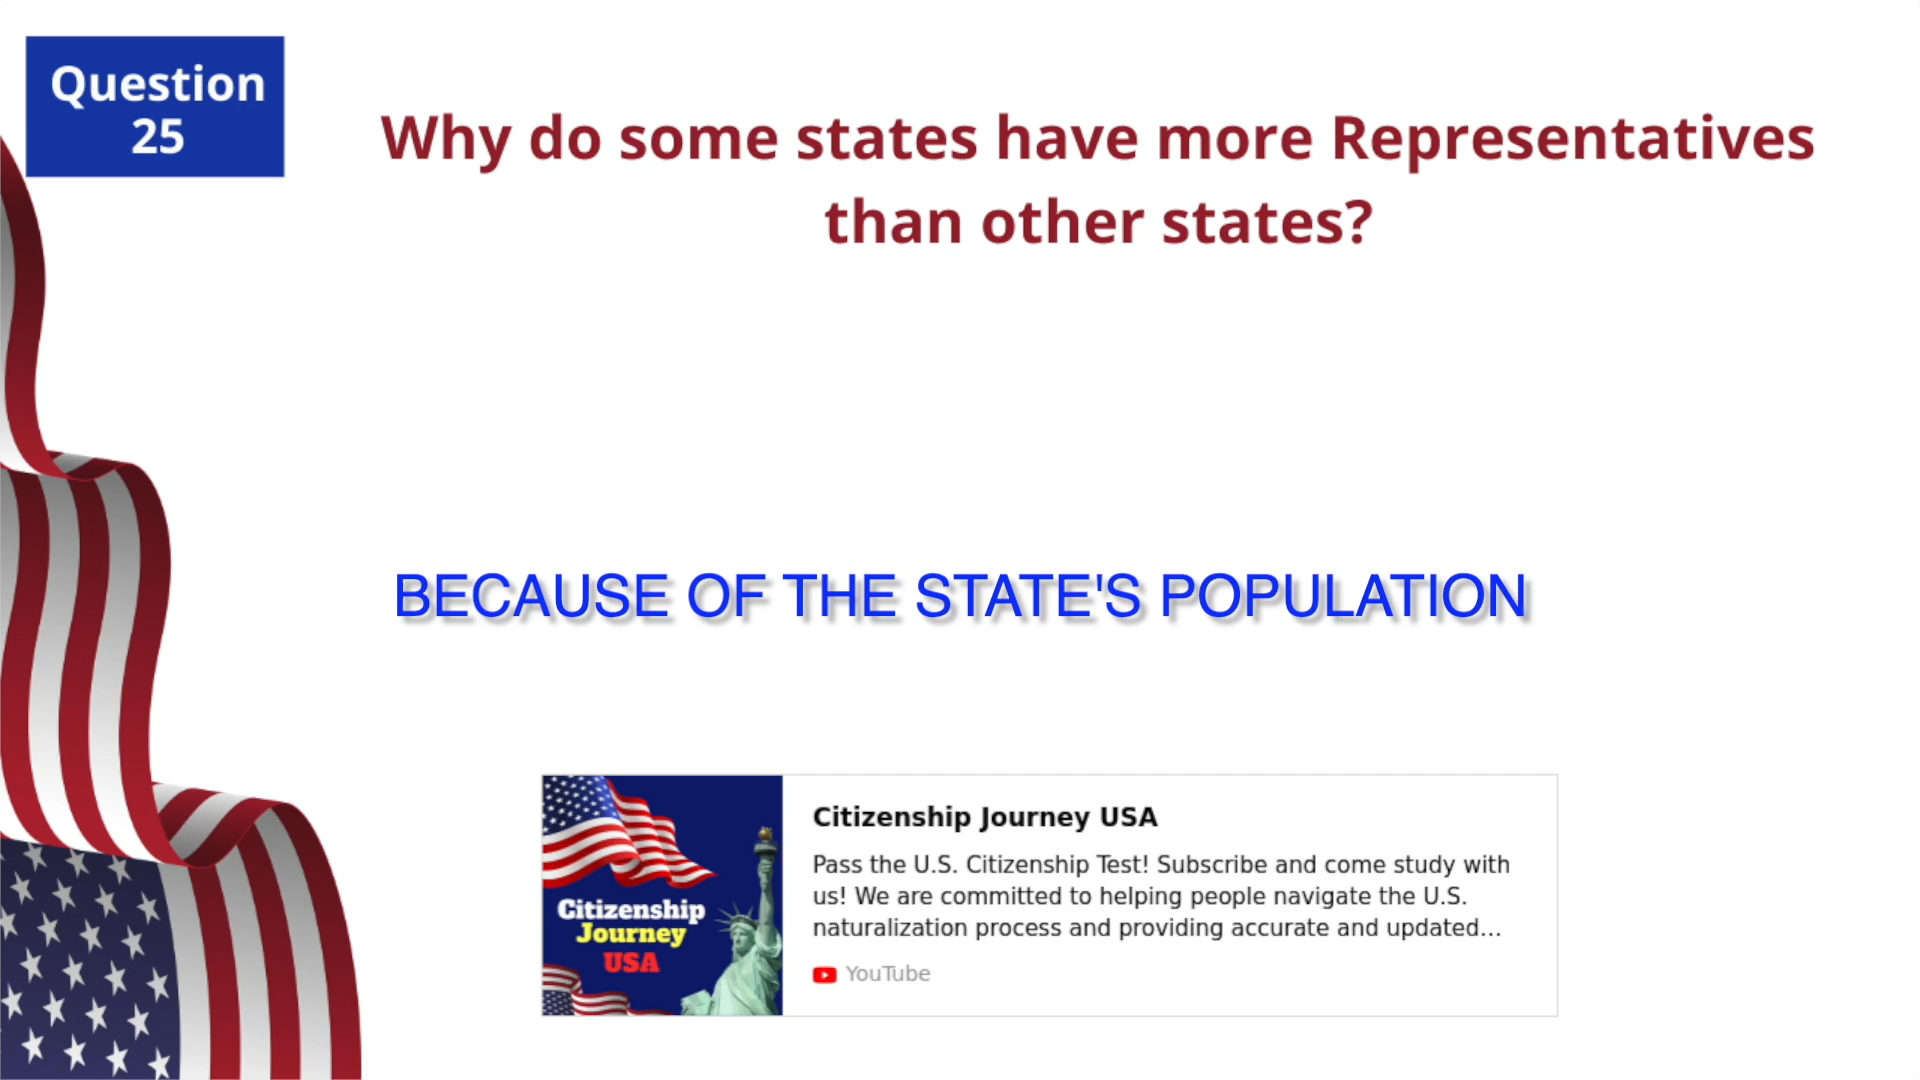 Question
25
Why do some states have more Representatives
than other states?
BECAUSE OF THE STATE'S POPULATION
Citizenship
Journey
USA
Citizenship Journey USA
Pass the U.S. Citizenship Test! Subscribe and come study with
us! We are committed to helping people navigate the U.S.
naturalization process and providing accurate and updated...
YouTube